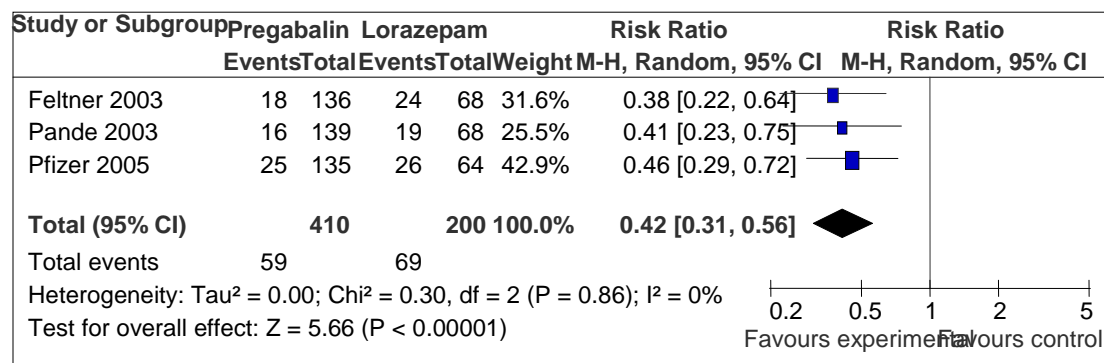 Study or Subgroup Pregabalin Lorazepam Risk Ratio Risk Ratio
Events Total Events Total Weight M-H, Random, 95% CI M-H, Random, 95% CI
Feltner 2003 18 136 24 68 31.6% 0.38 [0.22, 0.64]
Pande 2003 16 139 19 68 25.5% 0.41 [0.23, 0.75]
Pfizer 2005 25 135 26 64 42.9% 0.46 [0.29, 0.72]
Total (95% CI) 410 200 100.0% 0.42 [0.31, 0.56]
Total events 59 69
Heterogeneity: Tau² = 0.00; Chi² = 0.30, df = 2 (P = 0.86); I² = 0%
Test for overall effect: Z = 5.66 (P < 0.00001)
0.2 0.5 1 2 5
Favours experimental Favours control